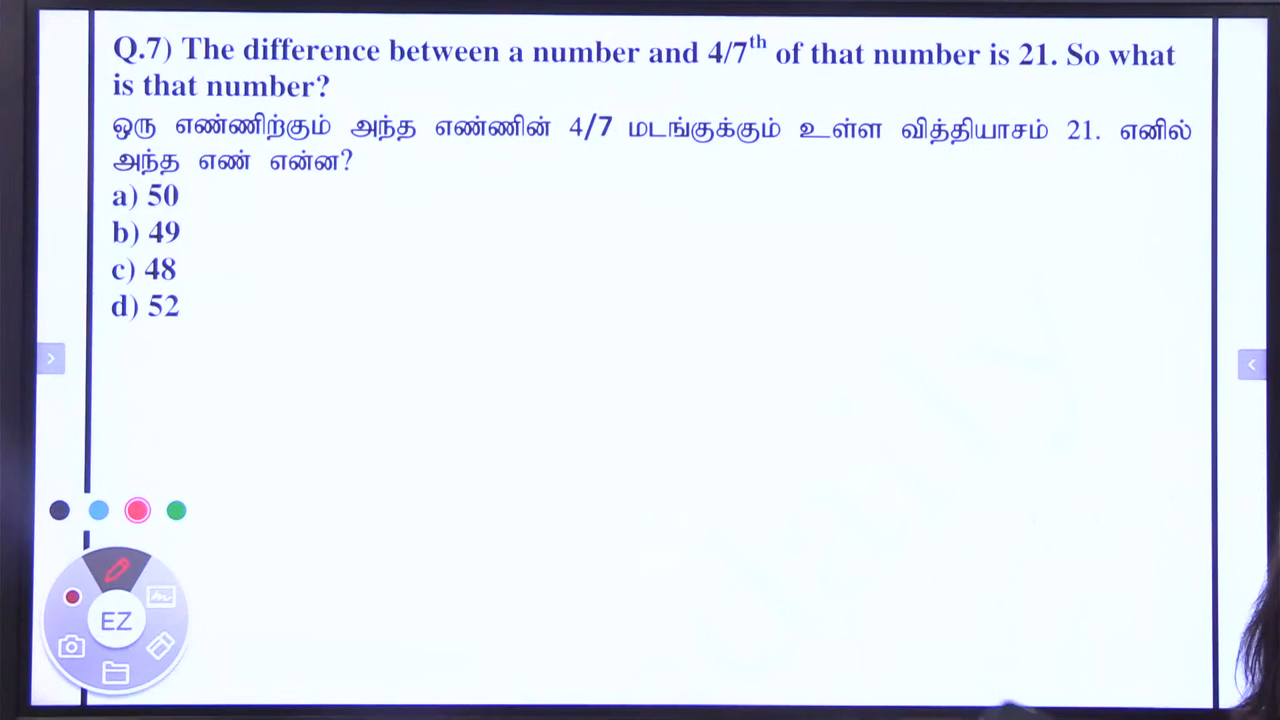 Q.7) The difference between a number and 4/7th of that number is 21. So what
is that number?
ஒரு எண்ணிற்கும் அந்த எண்ணின் 4/7 மடங்குக்கும் உள்ள வித்தியாசம் 21. எனில்
அந்த எண் என்ன?
a) 50
b) 49
c) 48
d) 52
EZ